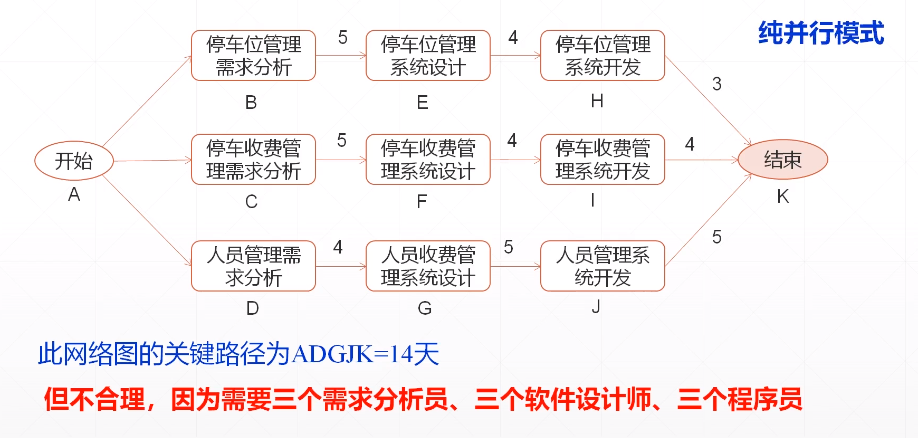 纯并行模式
停车位管理
需求分析
5
停车位管理
系统设计
4
停车位管理
系统开发
B
E
H
3
开始
A
停车收费管
理需求分析
5
停车收费管
理系统设计
4
停车收费管
理系统开发
4
结束
C
F
I
K
人员管理需
求分析
4
人员收费管
理系统设计
5
人员管理系
统开发
5
D
G
J
此网络图的关键路径为ADGJK=14天
但不合理，因为需要三个需求分析员、三个软件设计师、三个程序员